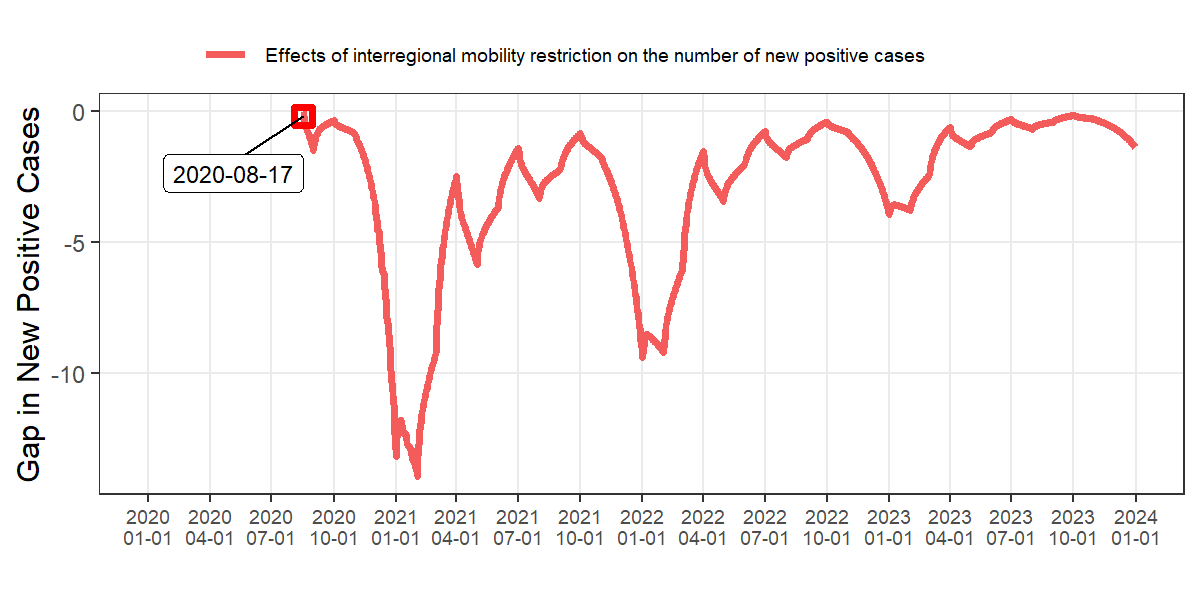 Effects of interregional mobility restriction on the number of new positive cases
Gap in New Positive Cases
0
-5
-10
2020-08-17
2020 2020 2020 2020 2021 2021 2021 2021 2022 2022 2022 2022 2023 2023 2023 2023 2024
01-01 04-01 07-01 10-01 01-01 04-01 07-01 10-01 01-01 04-01 07-01 10-01 01-01 04-01 07-01 10-01 01-01